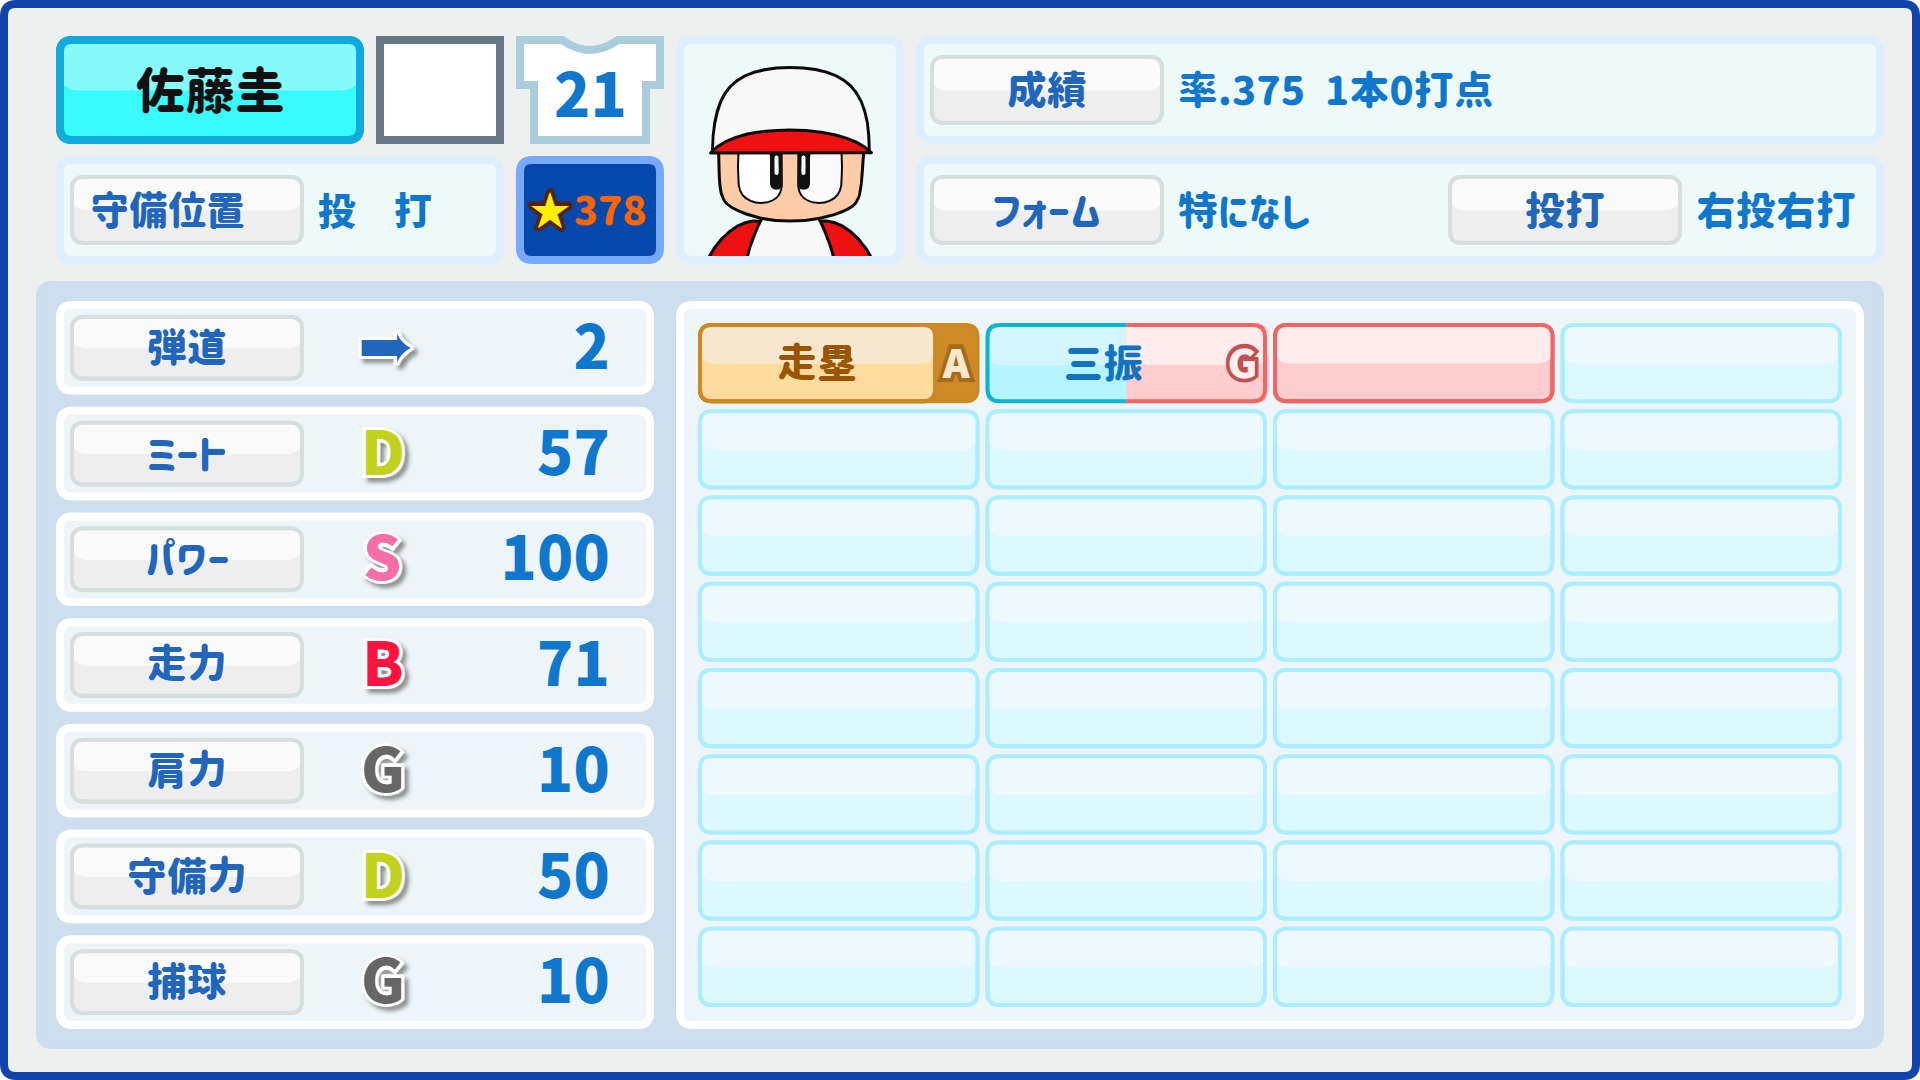 佐藤圭
21
成績 率.375 1本0打点
守備位置 投 打
★378
フォーム 特になし 投打 右投右打
弾道 ➡ 2
走塁 A 三振 G
ミート D 57
パワー S 100
走力 B 71
肩力 G 10
守備力 D 50
捕球 G 10